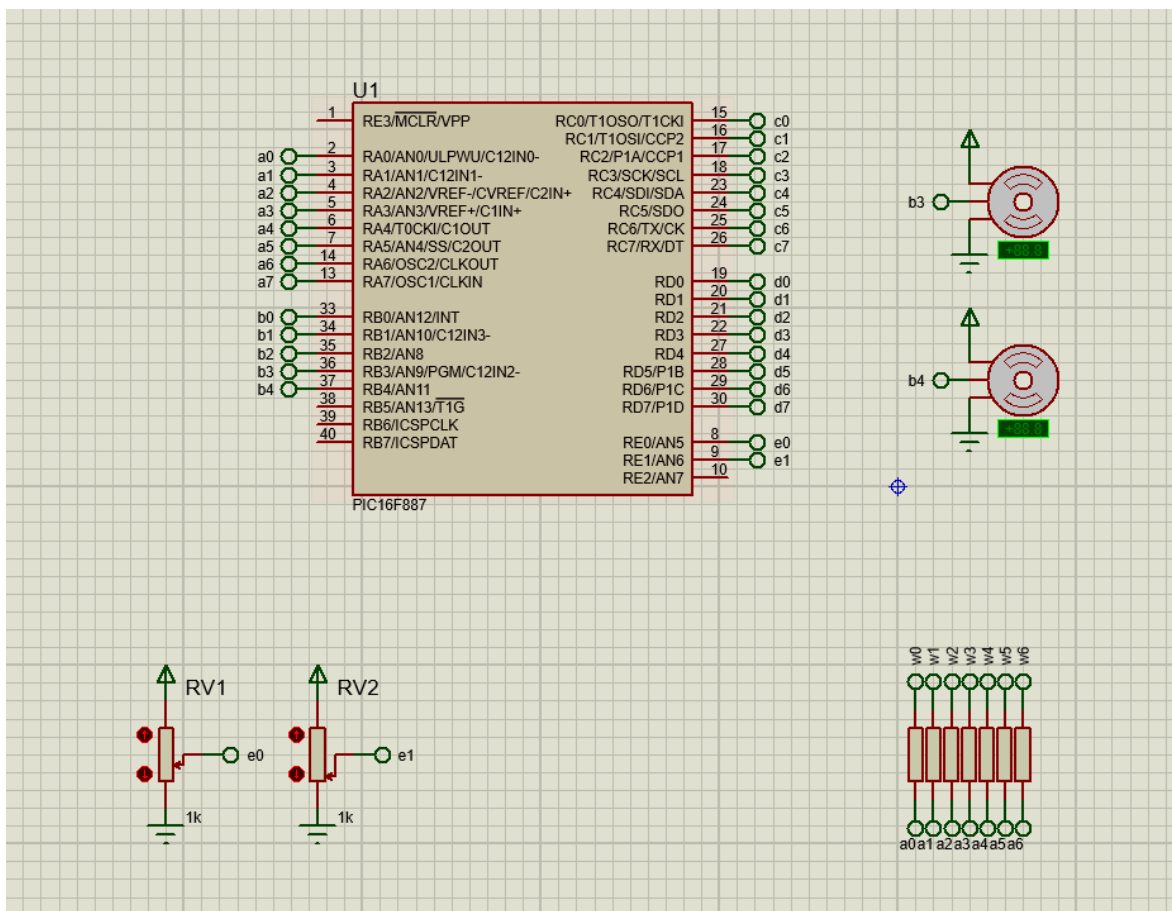 U1
1 RE3/MCLR/VPP
a0 2 RA0/AN0/ULPWU/C12IN0-
a1 3 RA1/AN1/C12IN1-
a2 4 RA2/AN2/VREF-/CVREF/C2IN+
a3 5 RA3/AN3/VREF+/C1IN+
a4 6 RA4/T0CKI/C1OUT
a5 7 RA5/AN4/SS/C2OUT
a6 14 RA6/OSC2/CLKOUT
a7 13 RA7/OSC1/CLKIN
b0 33 RB0/AN12/INT
b1 34 RB1/AN10/C12IN3-
b2 35 RB2/AN8
b3 36 RB3/AN9/PGM/C12IN2-
b4 37 RB4/AN11
38 RB5/AN13/T1G
39 RB6/ICSPCLK
40 RB7/ICSPDAT
RC0/T1OSO/T1CKI 15 c0
RC1/T1OSI/CCP2 16 c1
RC2/P1A/CCP1 17 c2
RC3/SCK/SCL 18 c3
RC4/SDI/SDA 23 c4
RC5/SDO 24 c5
RC6/TX/CK 25 c6
RC7/RX/DT 26 c7
RD0 19 d0
RD1 20 d1
RD2 21 d2
RD3 22 d3
RD4 27 d4
RD5/P1B 28 d5
RD6/P1C 29 d6
RD7/P1D 30 d7
RE0/AN5 8 e0
RE1/AN6 9 e1
RE2/AN7 10
PIC16F887
b3
+88.8
b4
+88.8
RV1
e0
1k
RV2
e1
1k
w0 w1 w2 w3 w4 w5 w6
a0 a1 a2 a3 a4 a5 a6